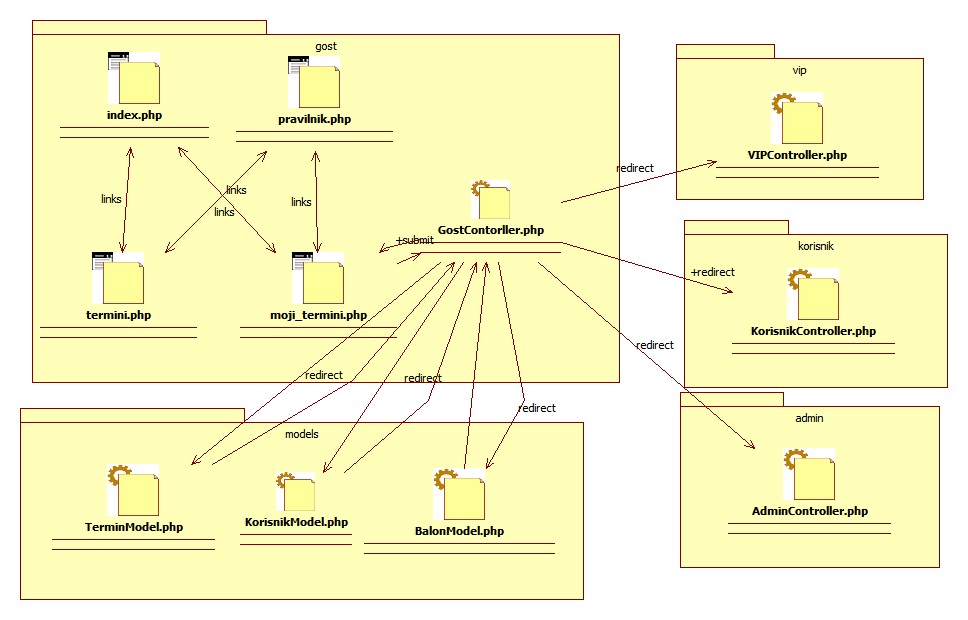 gost
index.php
pravilnik.php
links
links
links
links
termini.php
moji_termini.php
GostContorller.php
+submit
redirect
+redirect
redirect
redirect
redirect
redirect
vip
VIPController.php
korisnik
KorisnikController.php
admin
AdminController.php
models
TerminModel.php
KorisnikModel.php
BalonModel.php